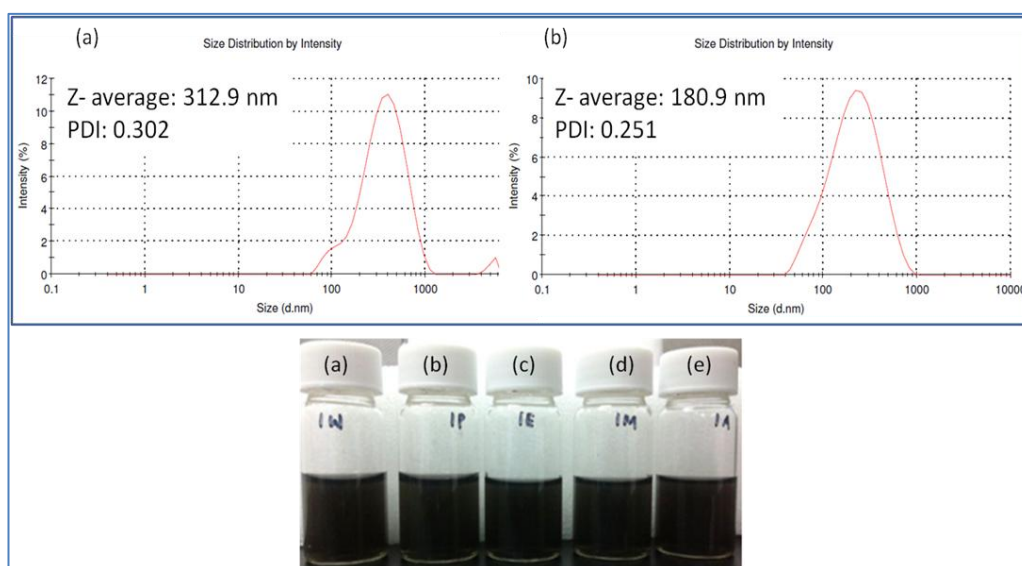 (a)
Size Distribution by Intensity
Z- average: 312.9 nm
PDI: 0.302
Intensity (%)
12
10
8
6
4
2
0
0.1 1 10 100 1000
Size (d.nm)
(b)
Size Distribution by Intensity
Z- average: 180.9 nm
PDI: 0.251
Intensity (%)
10
8
6
4
2
0
0.1 1 10 100 1000 10000
Size (d.nm)
(a) (b) (c) (d) (e)
IW IP IE IM IA